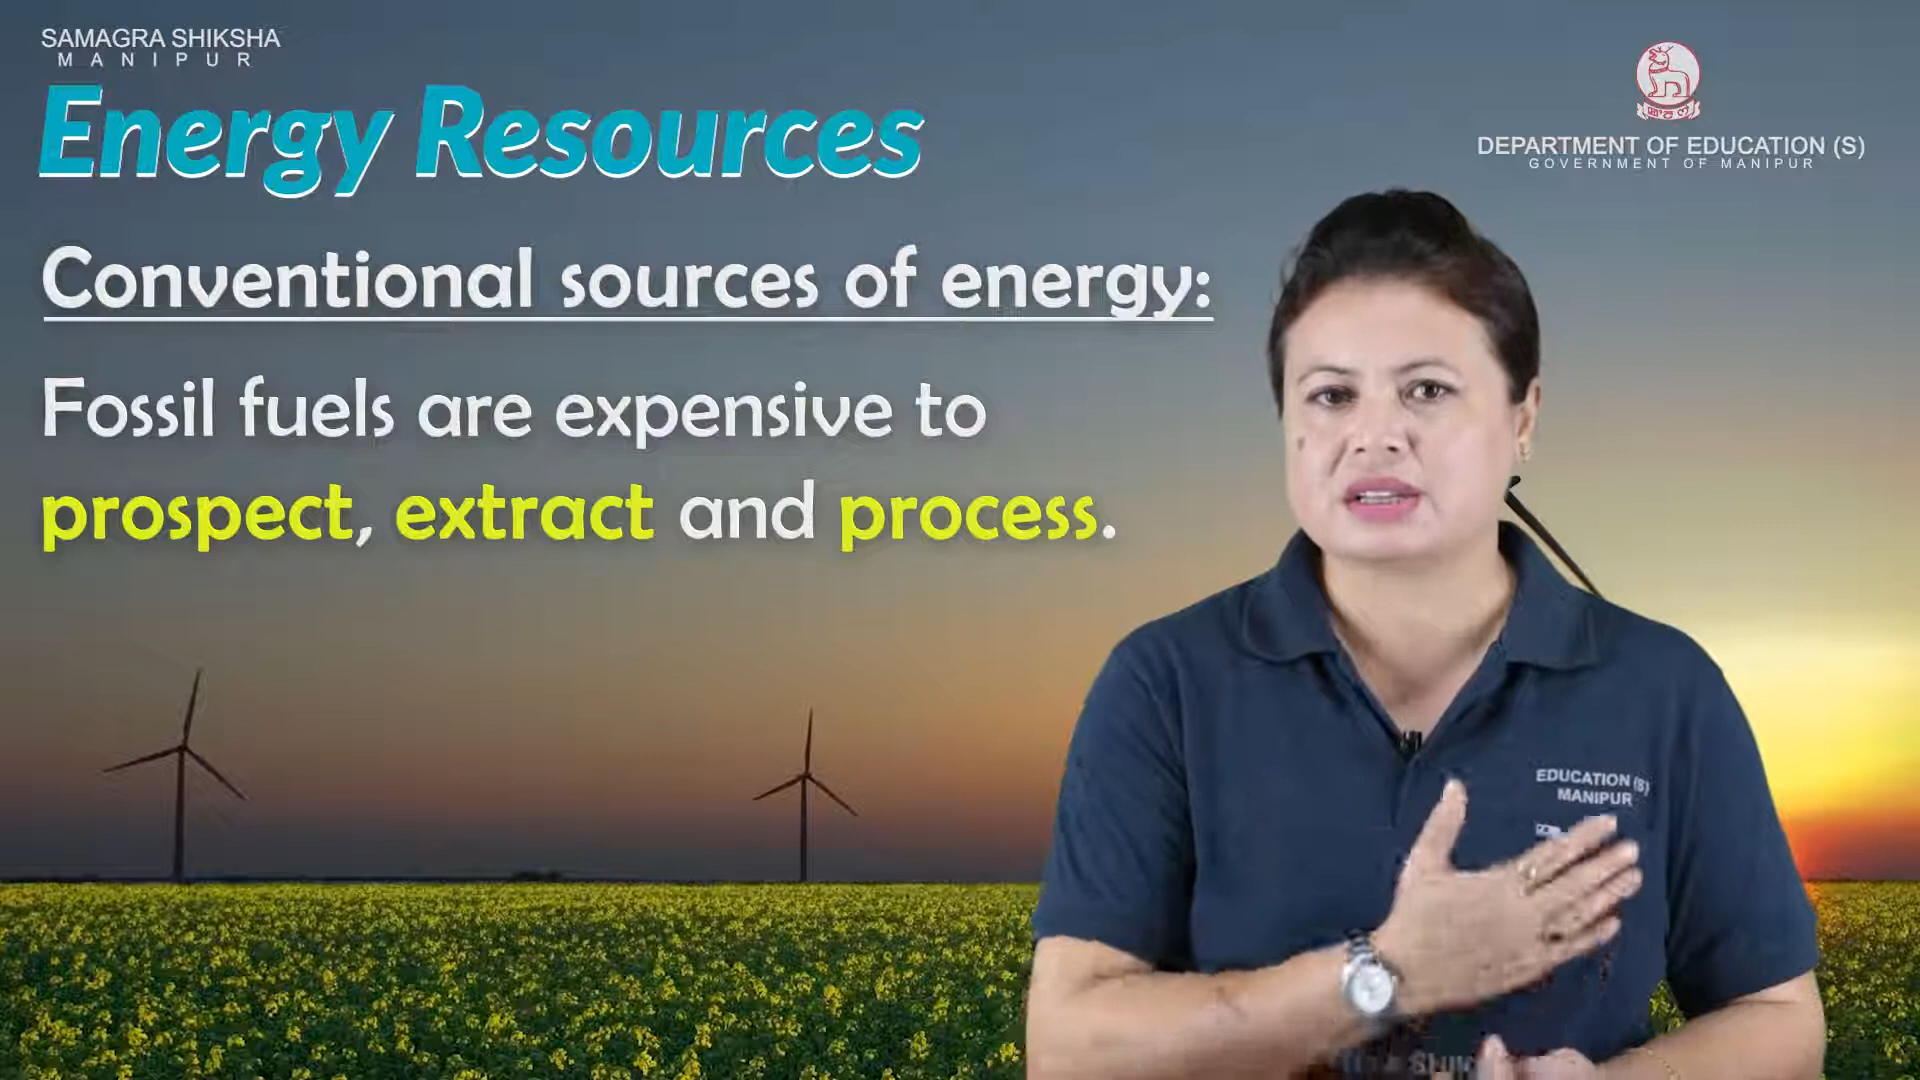 SAMAGRA SHIKSHA
MANIPUR
Energy Resources
DEPARTMENT OF EDUCATION (S)
GOVERNMENT OF MANIPUR
Conventional sources of energy:
Fossil fuels are expensive to
prospect, extract and process.
EDUCATION (S)
MANIPUR